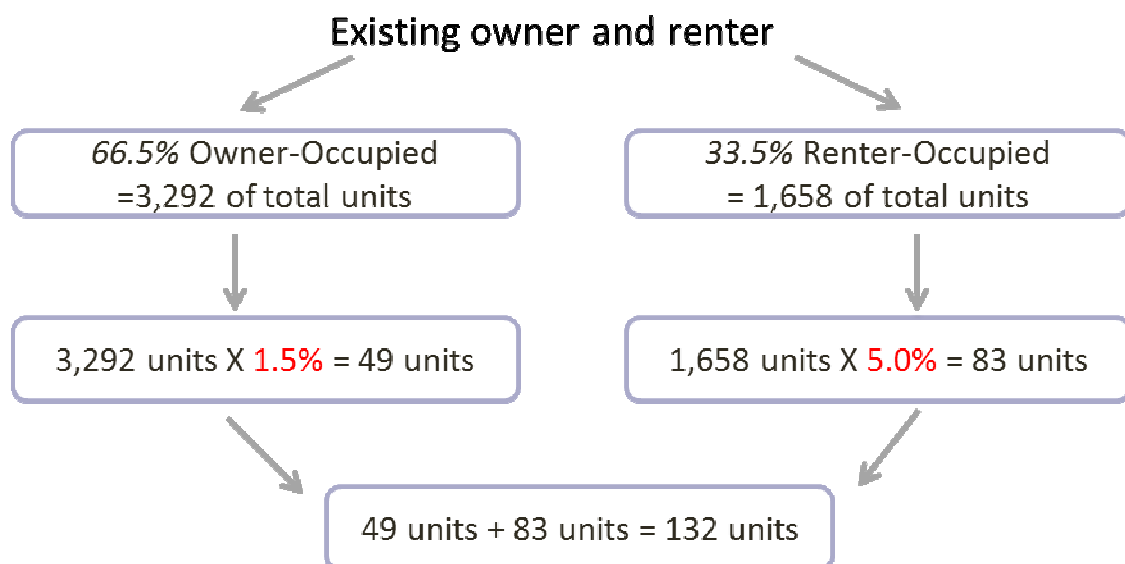 Existing owner and renter
66.5% Owner-Occupied
=3,292 of total units
33.5% Renter-Occupied
= 1,658 of total units
3,292 units X 1.5% = 49 units
1,658 units X 5.0% = 83 units
49 units + 83 units = 132 units